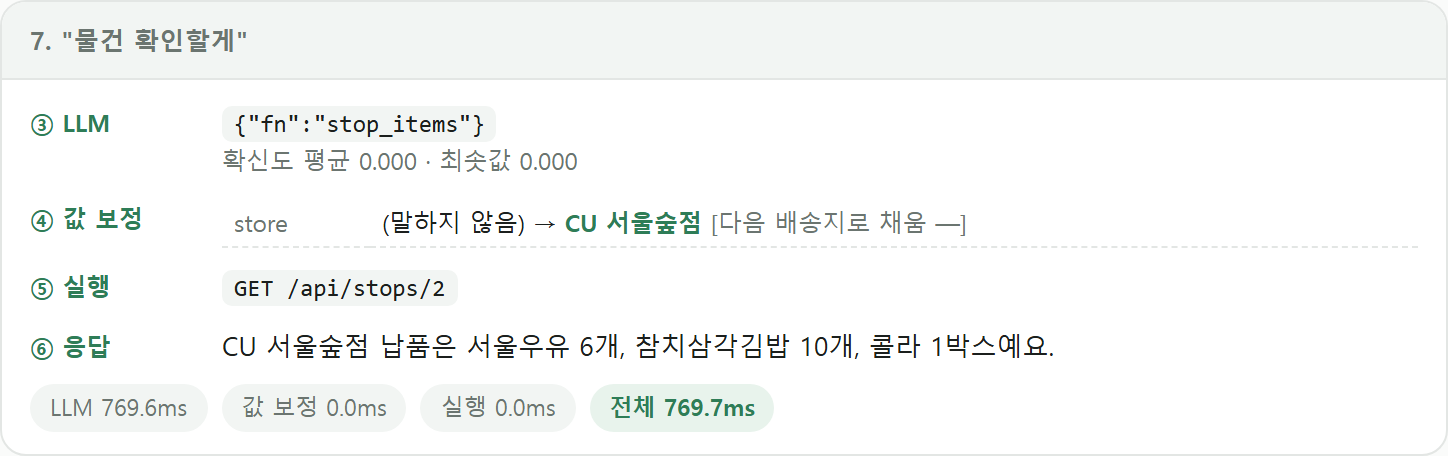 7. "물건 확인할게"
③ LLM {"fn":"stop_items"}
확신도 평균 0.000 · 최솟값 0.000
④ 값 보정 store (말하지 않음) → CU 서울숲점 [다음 배송지로 채움 —]
⑤ 실행 GET /api/stops/2
⑥ 응답 CU 서울숲점 납품은 서울우유 6개, 참치삼각김밥 10개, 콜라 1박스예요.
LLM 769.6ms 값 보정 0.0ms 실행 0.0ms 전체 769.7ms